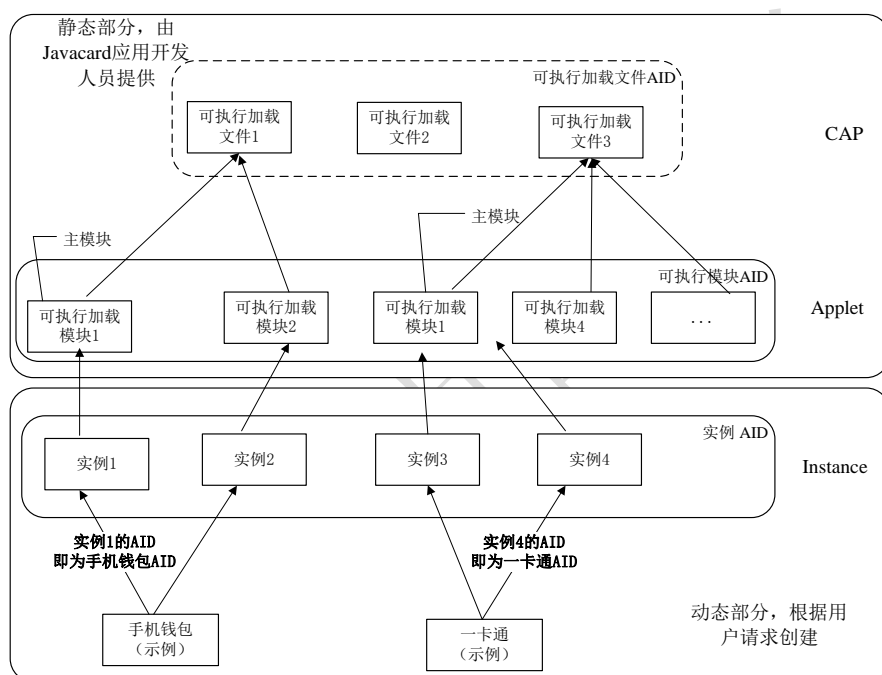 静态部分，由
Javacard应用开发
人员提供
可执行加载文件AID
可执行加载
文件1
可执行加载
文件2
可执行加载
文件3
CAP
主模块
主模块
可执行模块AID
可执行加载
模块1
可执行加载
模块2
可执行加载
模块1
可执行加载
模块4
...
Applet
实例 AID
实例1
实例2
实例3
实例4
Instance
实例1的AID
即为手机钱包AID
实例4的AID
即为一卡通AID
手机钱包
（示例）
一卡通
（示例）
动态部分，根据用
户请求创建